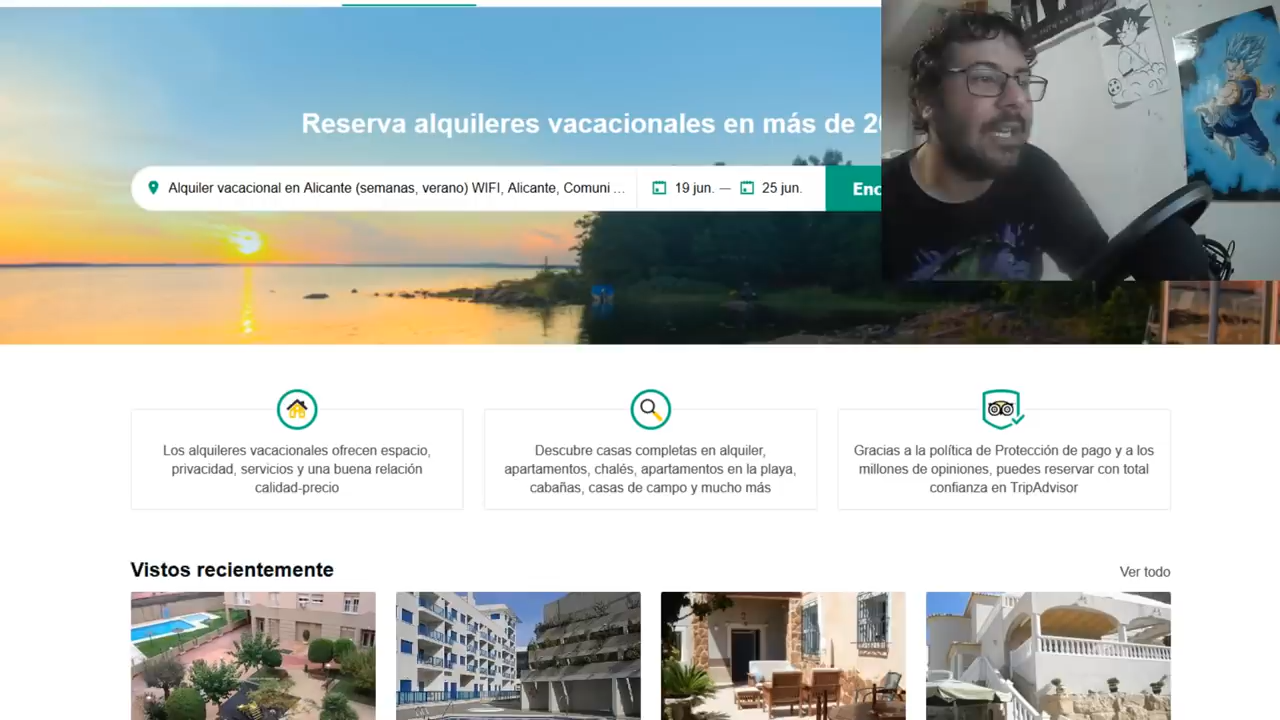 Reserva alquileres vacacionales en más de
Alquiler vacacional en Alicante (semanas, verano) WIFI, Alicante, Comuni ...
19 jun. — 25 jun.
Los alquileres vacacionales ofrecen espacio,
privacidad, servicios y una buena relación
calidad-precio
Descubre casas completas en alquiler,
apartamentos, chalés, apartamentos en la playa,
cabañas, casas de campo y mucho más
Gracias a la política de Protección de pago y a los
millones de opiniones, puedes reservar con total
confianza en TripAdvisor
Vistos recientemente
Ver todo